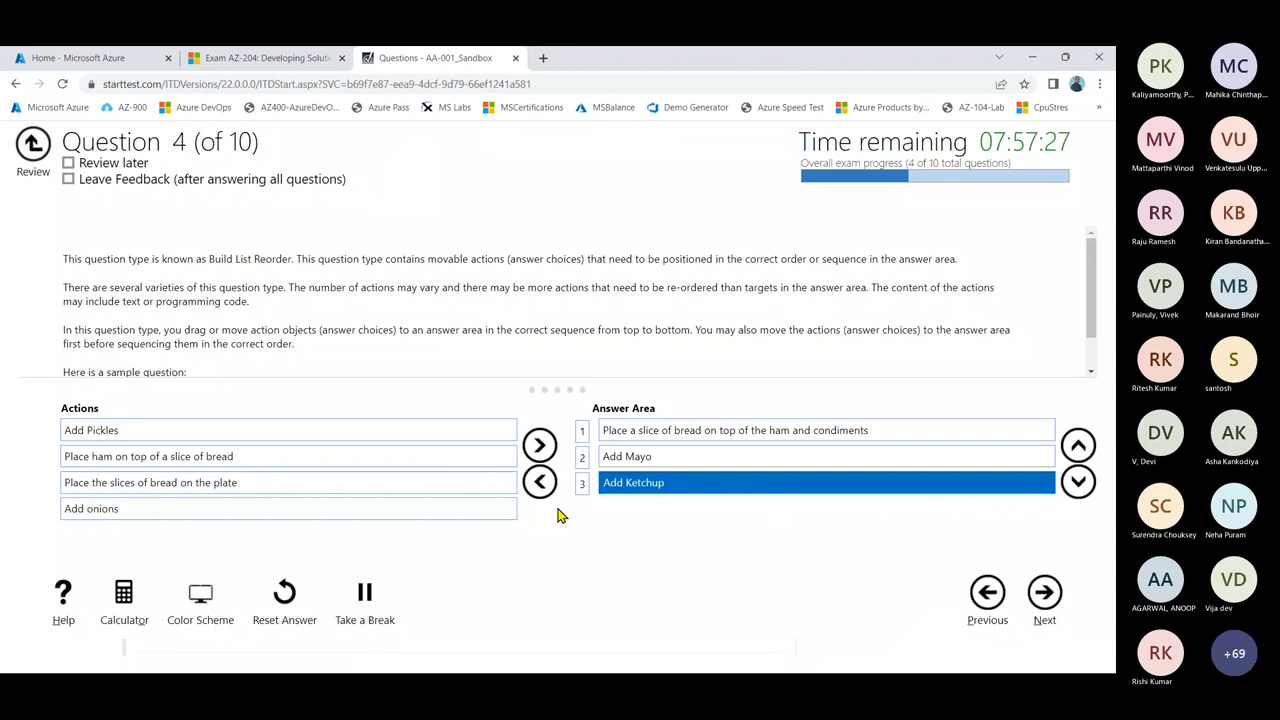 Home - Microsoft Azure
Exam AZ-204: Developing Soluti
Questions - AA-001_Sandbox
starttest.com/ITDVersions/22.0.0.0/ITDStart.aspx?SVC=b69f7e87-eea9-4dcf-9d79-66ef1241a581
Microsoft Azure
AZ-900
Azure DevOps
AZ400-AzureDevO...
Azure Pass
MS Labs
MSCertifications
MSBalance
Demo Generator
Azure Speed Test
Azure Products by...
AZ-104-Lab
CpuStres
»
Review
Question 4 (of 10)
Review later
Leave Feedback (after answering all questions)
Time remaining 07:57:27
Overall exam progress (4 of 10 total questions)
This question type is known as Build List Reorder. This question type contains movable actions (answer choices) that need to be positioned in the correct order or sequence in the answer area.
There are several varieties of this question type. The number of actions may vary and there may be more actions that need to be re-ordered than targets in the answer area. The content of the actions
may include text or programming code.
In this question type, you drag or move action objects (answer choices) to an answer area in the correct sequence from top to bottom. You may also move the actions (answer choices) to the answer area
first before sequencing them in the correct order.
Here is a sample question:
Actions
Add Pickles
Place ham on top of a slice of bread
Place the slices of bread on the plate
Add onions
Answer Area
1 Place a slice of bread on top of the ham and condiments
2 Add Mayo
3 Add Ketchup
Help
Calculator
Color Scheme
Reset Answer
Take a Break
Previous
Next
PK
Kaliyamoorthy, P...
MC
Mahika Chinthap...
MV
Mattaparthi Vinod
VU
Venkatesulu Upp...
RR
Raju Ramesh
KB
Kiran Bandanatha...
VP
Painuly, Vivek
MB
Makarand Bhoir
RK
Ritesh Kumar
S
santosh
DV
V, Devi
AK
Asha Kankodiya
SC
Surendra Chouksey
NP
Neha Puram
AA
AGARWAL, ANOOP
VD
Vija dev
RK
Rishi Kumar
+69